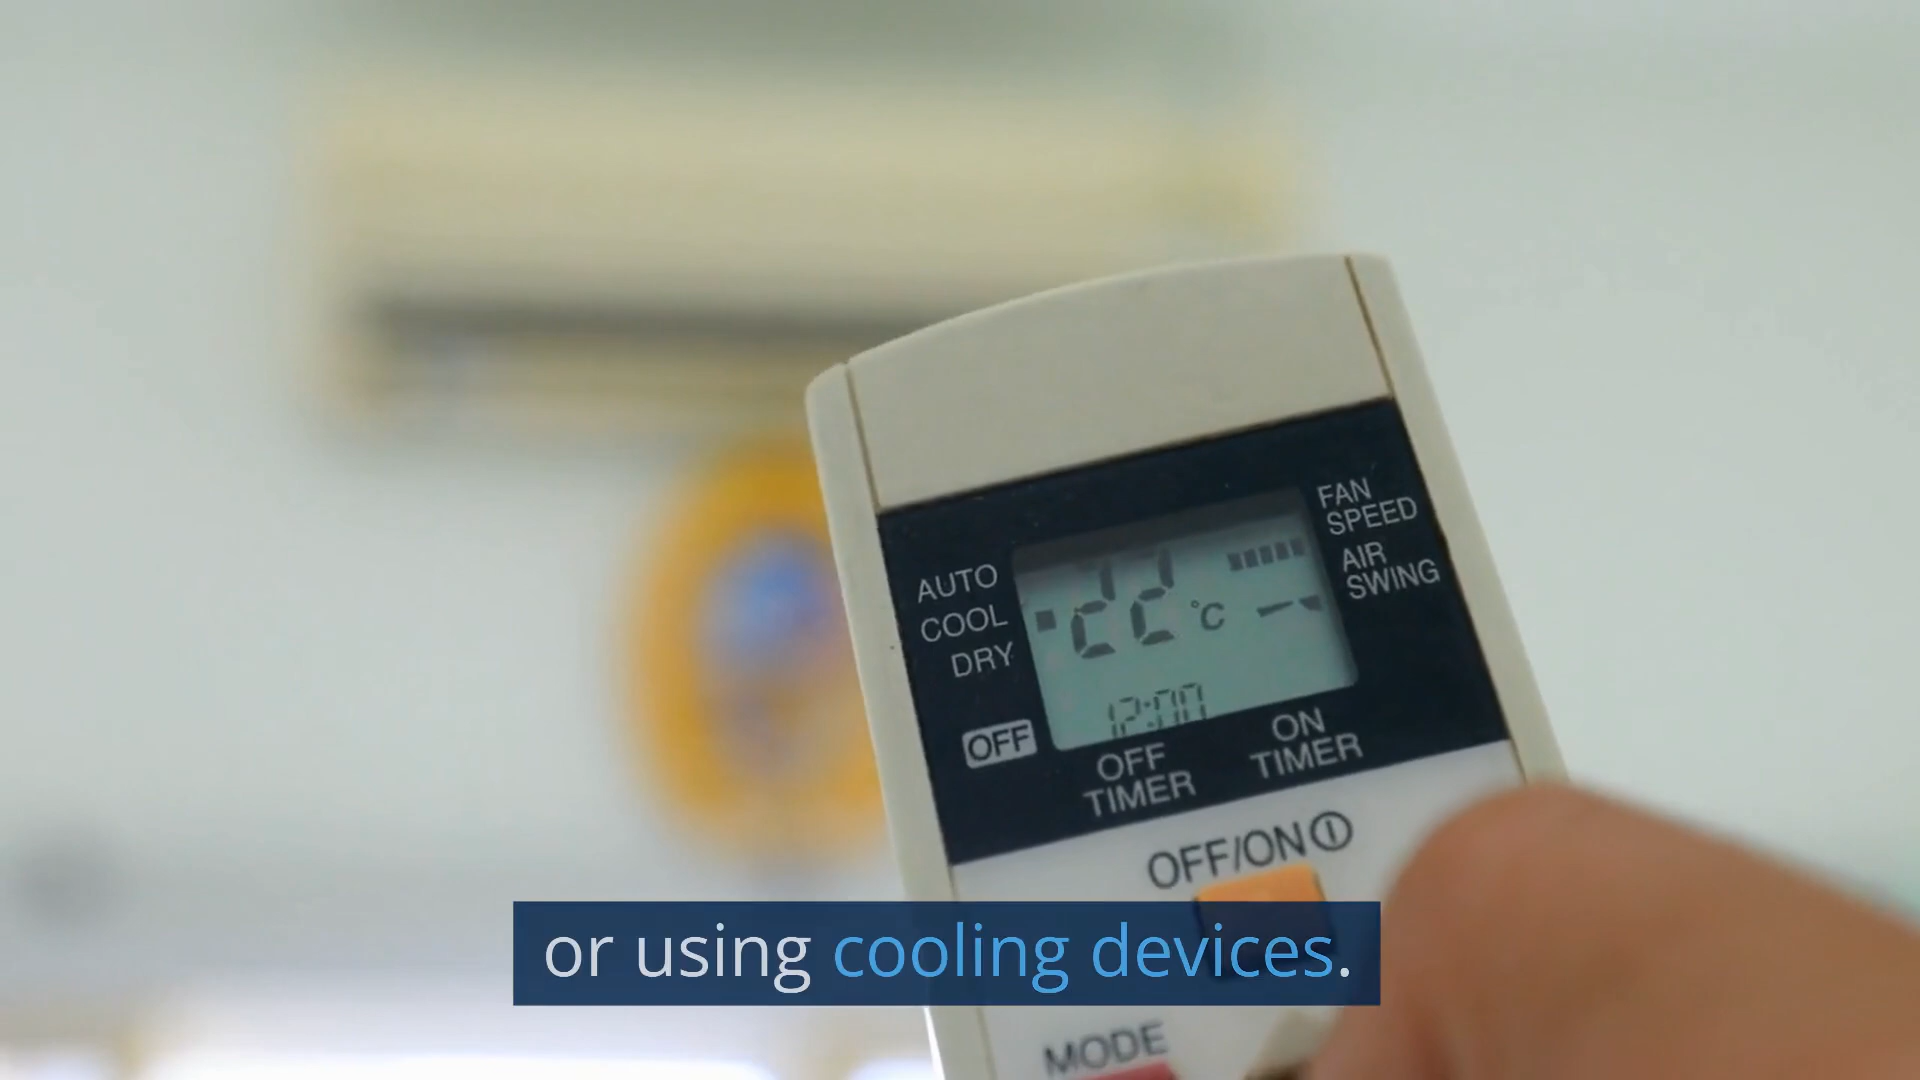 FAN
SPEED
AIR
SWING
AUTO
COOL
DRY
22 °C
12:00
OFF
OFF
TIMER
ON
TIMER
OFF/ON
or using cooling devices.
MODE